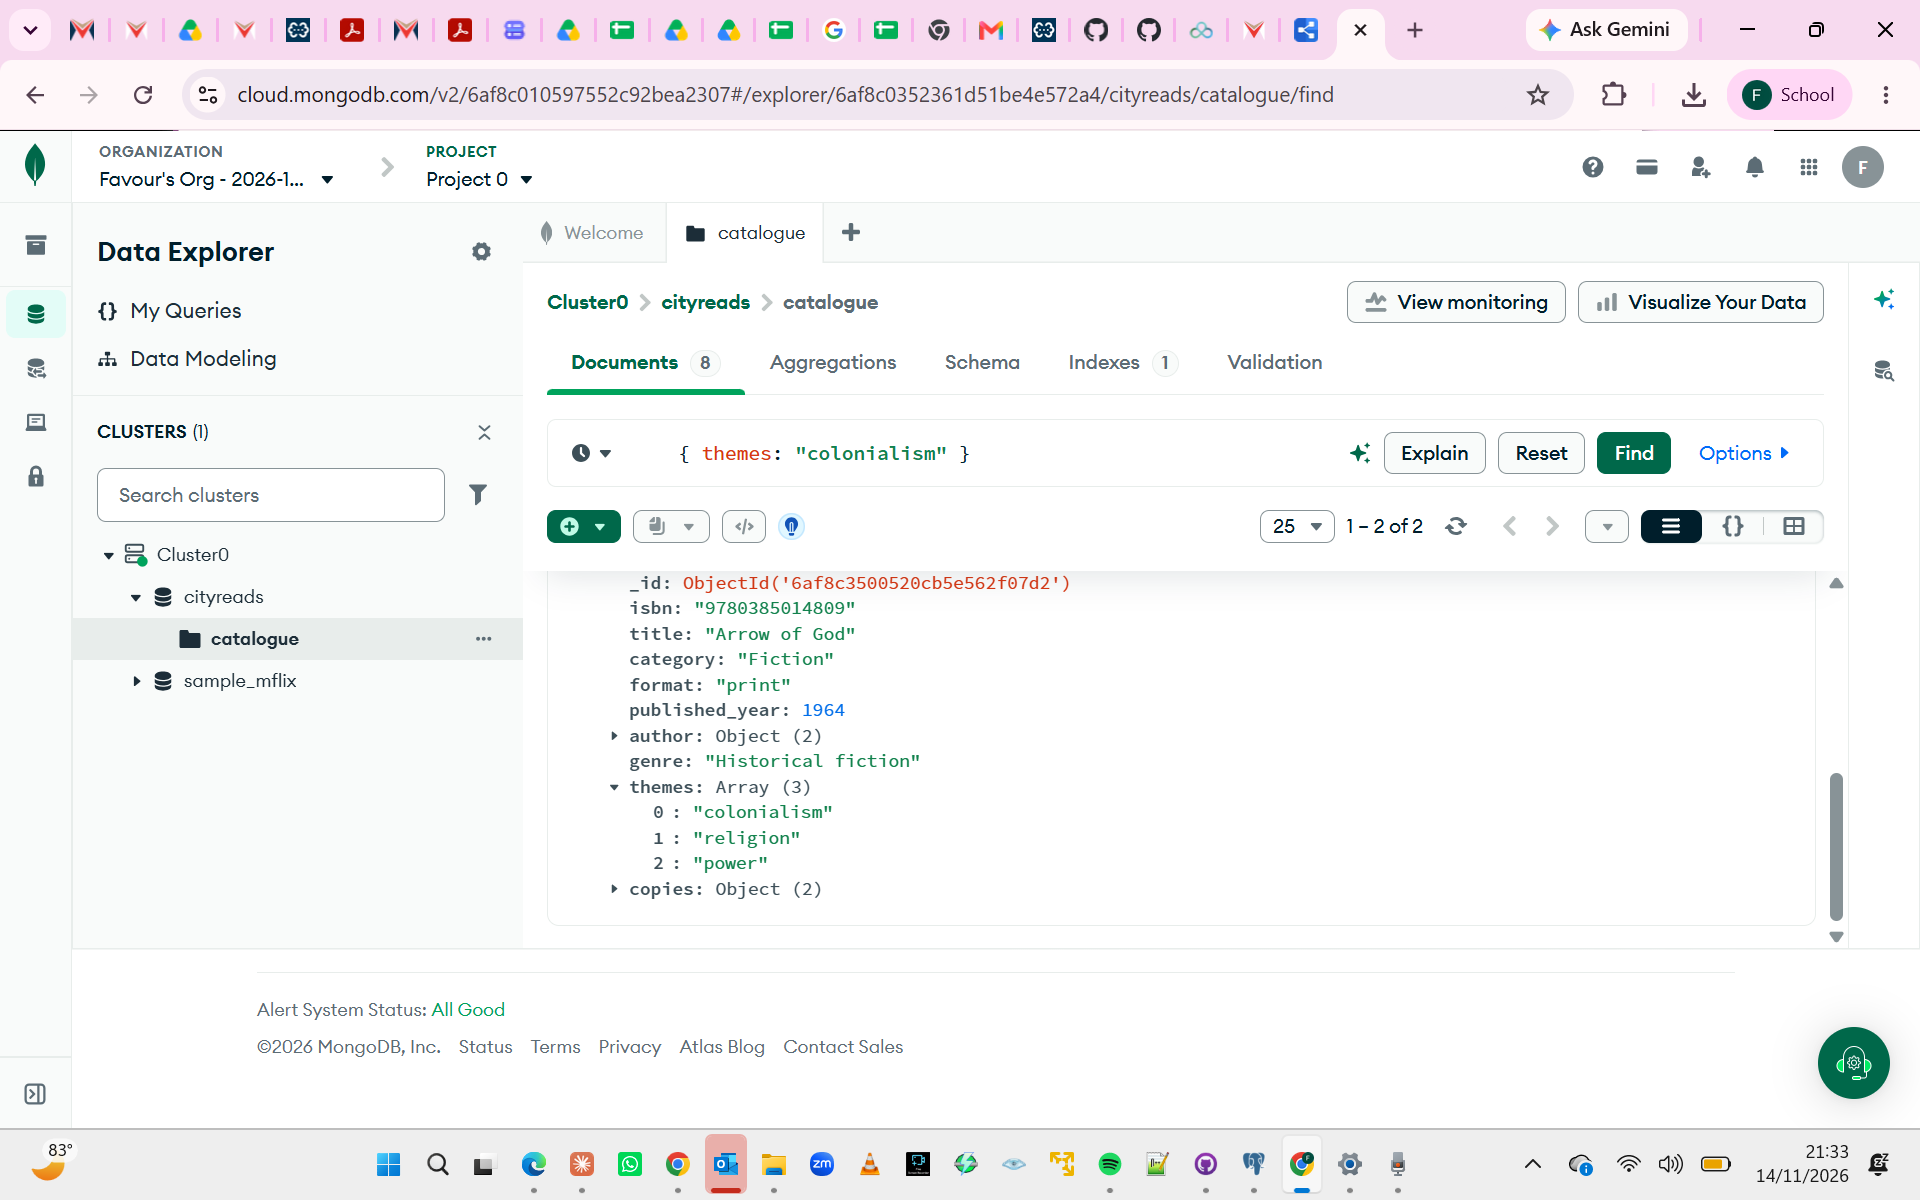 Ask Gemini
cloud.mongodb.com/v2/6af8c010597552c92bea2307#/explorer/6af8c0352361d51be4e572a4/cityreads/catalogue/find
F School
ORGANIZATION
Favour's Org - 2026-1...
PROJECT
Project 0
F
Data Explorer
My Queries
Data Modeling
CLUSTERS (1)
Search clusters
Cluster0
cityreads
catalogue
sample_mflix
Welcome
catalogue
Cluster0 > cityreads > catalogue
View monitoring
Visualize Your Data
Documents 8
Aggregations
Schema
Indexes 1
Validation
{ themes: "colonialism" }
Explain
Reset
Find
Options
25
1 – 2 of 2
_id: ObjectId('6af8c3500520cb5e562f07d2')
isbn: "9780385014809"
title: "Arrow of God"
category: "Fiction"
format: "print"
published_year: 1964
author: Object (2)
genre: "Historical fiction"
themes: Array (3)
0 : "colonialism"
1 : "religion"
2 : "power"
copies: Object (2)
Alert System Status: All Good
©2026 MongoDB, Inc. Status Terms Privacy Atlas Blog Contact Sales
83°
zm
21:33
14/11/2026